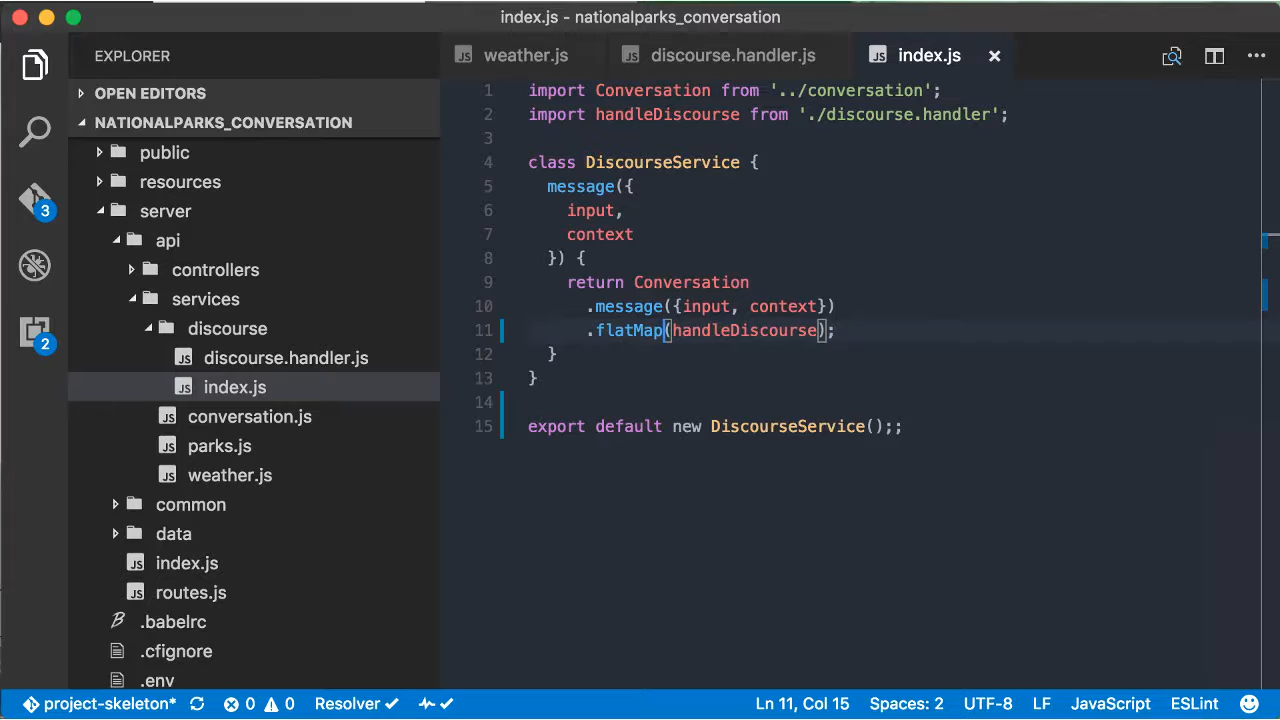 index.js - nationalparks_conversation
EXPLORER
OPEN EDITORS
NATIONALPARKS_CONVERSATION
public
resources
server
api
controllers
services
discourse
discourse.handler.js
index.js
conversation.js
parks.js
weather.js
common
data
index.js
routes.js
.babelrc
.cfignore
.env
3
2
weather.js
discourse.handler.js
index.js
1 import Conversation from '../conversation';
2 import handleDiscourse from './discourse.handler';
3
4 class DiscourseService {
5 message({
6 input,
7 context
8 }) {
9 return Conversation
10 .message({input, context})
11 .flatMap(handleDiscourse);
12 }
13 }
14
15 export default new DiscourseService();;
project-skeleton* 0 0 Resolver Ln 11, Col 15 Spaces: 2 UTF-8 LF JavaScript ESLint